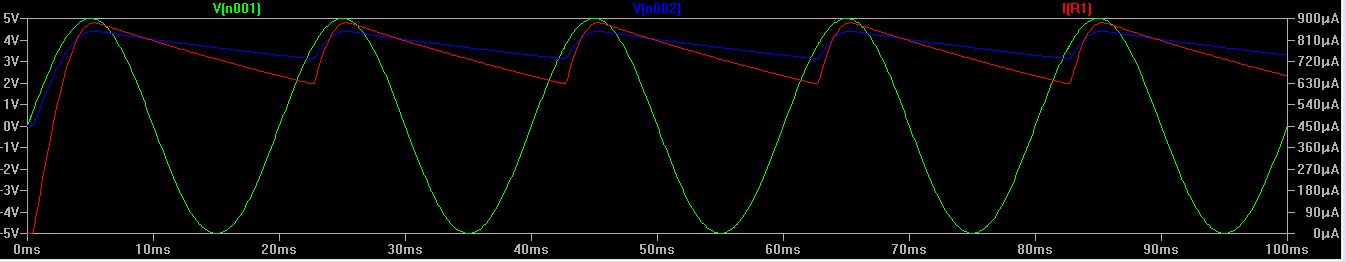 V(n001) V(n002) I(R1)
5V 900µA
4V 810µA
3V 720µA
2V 630µA
1V 540µA
0V 450µA
-1V 360µA
-2V 270µA
-3V 180µA
-4V 90µA
-5V 0µA
0ms 10ms 20ms 30ms 40ms 50ms 60ms 70ms 80ms 90ms 100ms